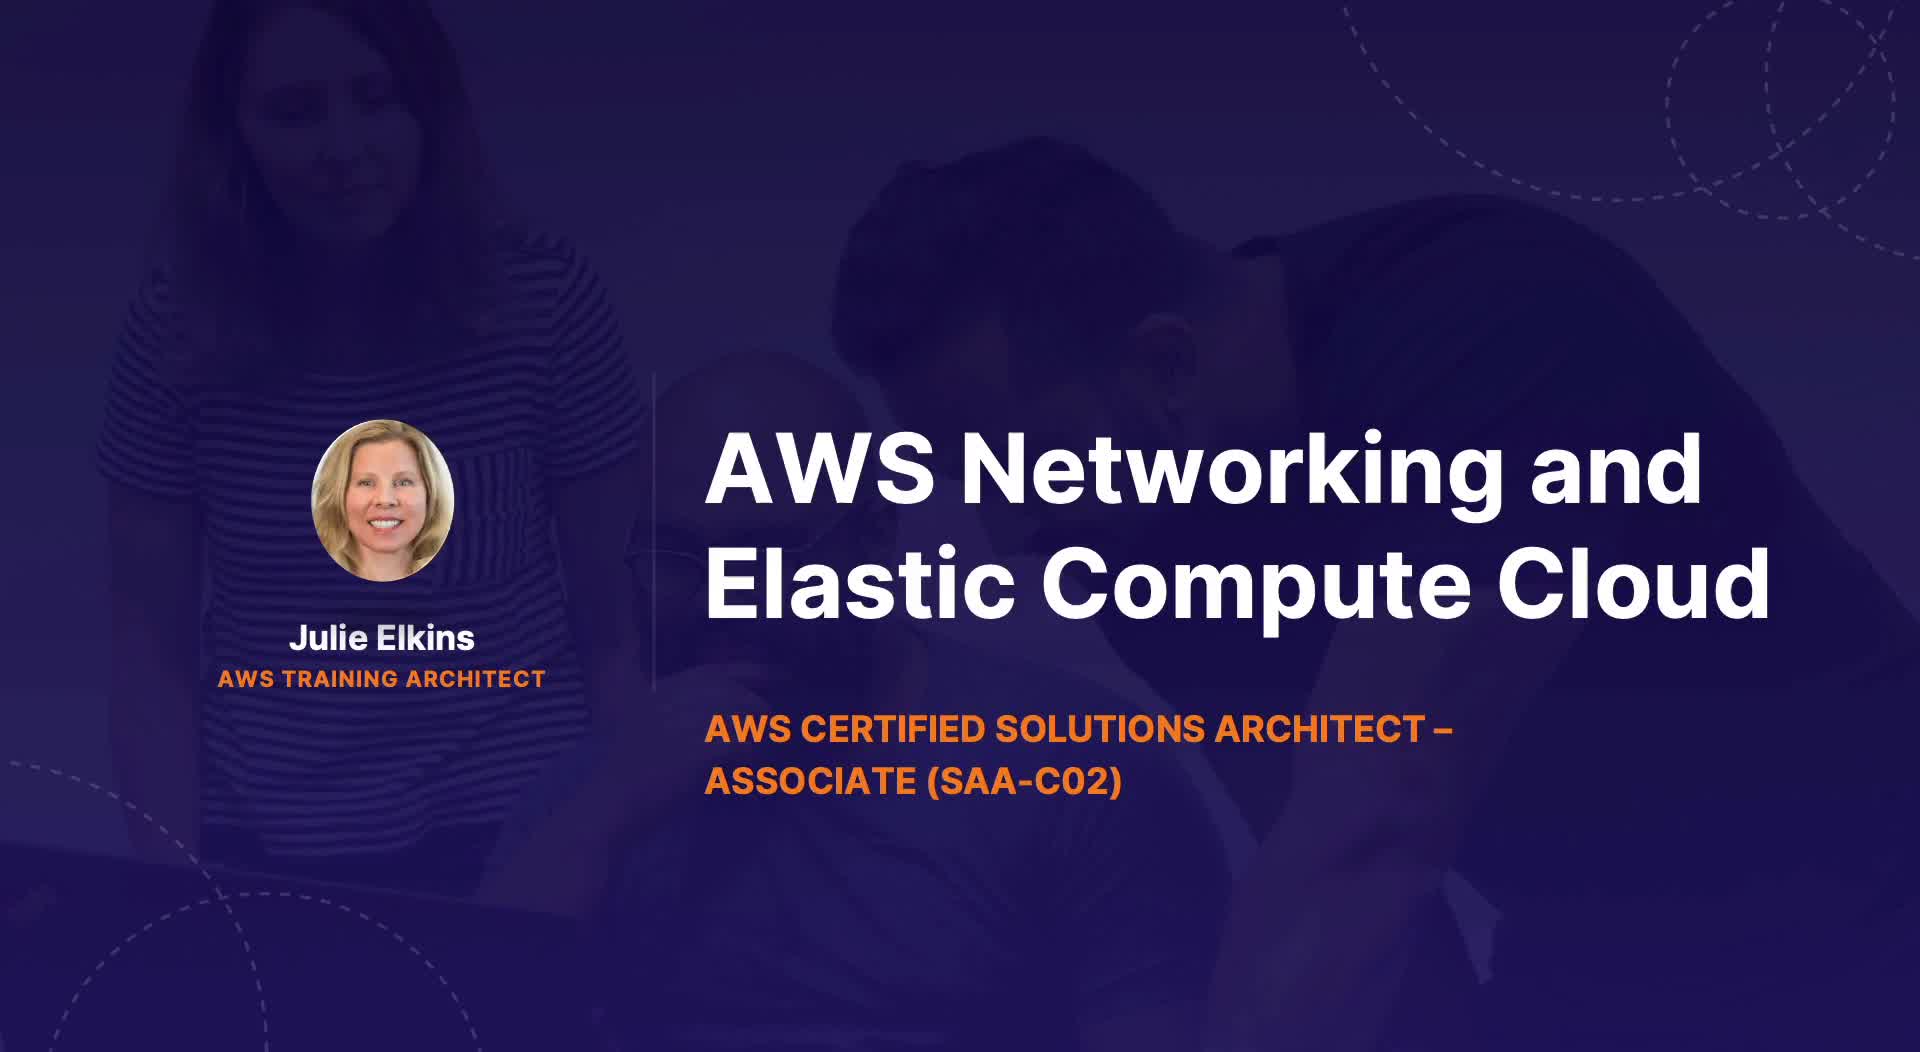 Julie Elkins
AWS TRAINING ARCHITECT
AWS Networking and
Elastic Compute Cloud
AWS CERTIFIED SOLUTIONS ARCHITECT –
ASSOCIATE (SAA-C02)